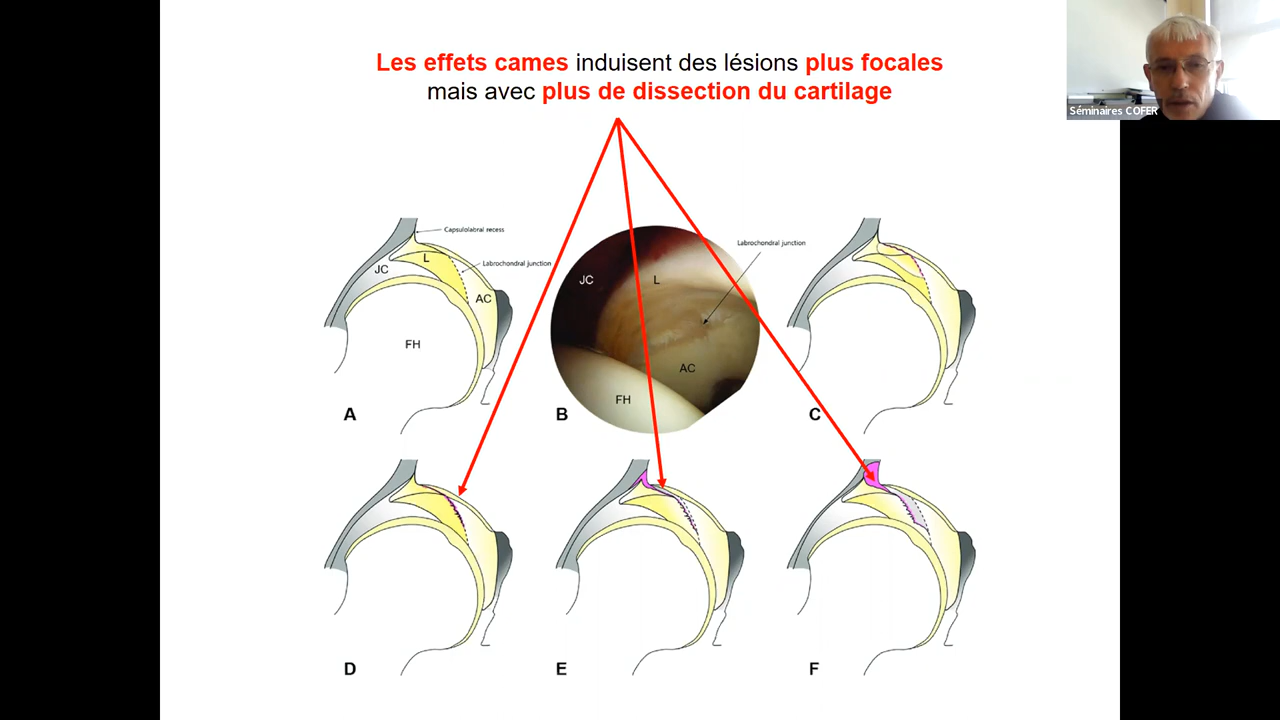 Les effets cames induisent des lésions plus focales
mais avec plus de dissection du cartilage
Séminaires COFER
Capsulolabral recess
L
Labrochondral junction
JC
AC
FH
A
JC
L
Labrochondral junction
AC
FH
B
C
D
E
F